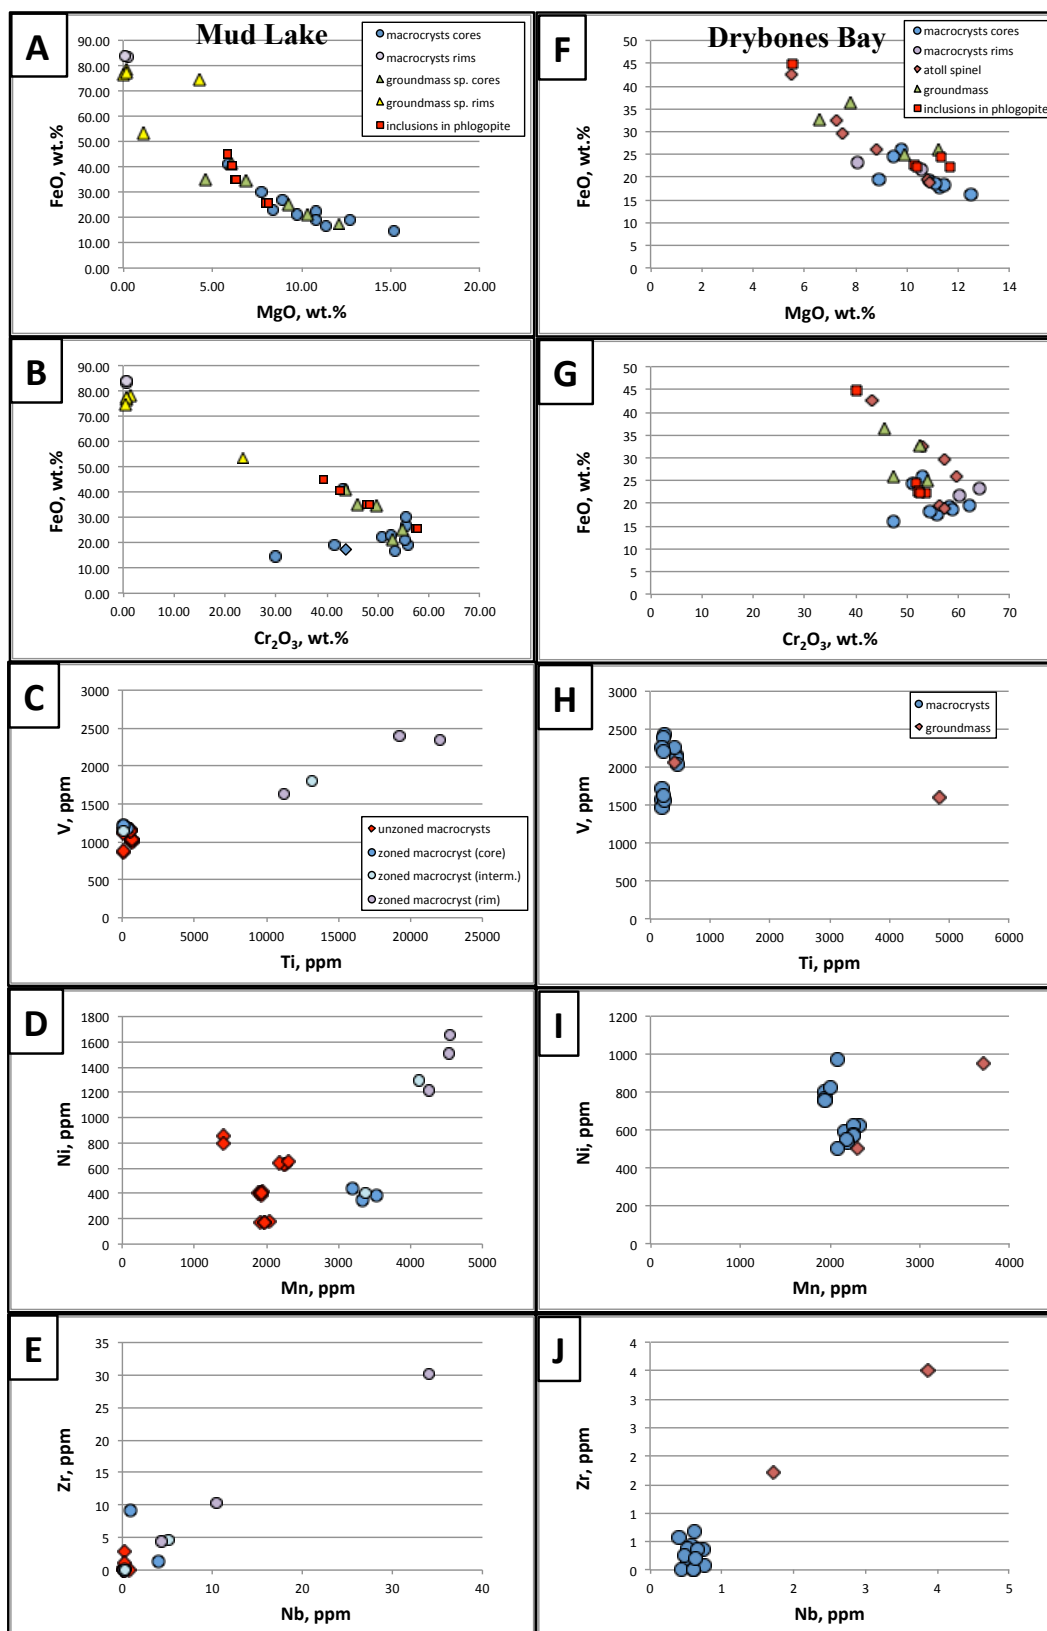 A
Mud Lake
macrocrysts cores
macrocrysts rims
groundmass sp. cores
groundmass sp. rims
inclusions in phlogopite
FeO, wt.%
90.00
80.00
70.00
60.00
50.00
40.00
30.00
20.00
10.00
0.00
0.00 5.00 10.00 15.00 20.00
MgO, wt.%
F
Drybones Bay
macrocrysts cores
macrocrysts rims
atoll spinel
groundmass
inclusions in phlogopite
FeO, wt.%
50
45
40
35
30
25
20
15
10
5
0
0 2 4 6 8 10 12 14
MgO, wt.%
B
FeO, wt.%
90.00
80.00
70.00
60.00
50.00
40.00
30.00
20.00
10.00
0.00
0.00 10.00 20.00 30.00 40.00 50.00 60.00 70.00
Cr2O3, wt.%
G
FeO, wt.%
50
45
40
35
30
25
20
15
10
5
0
0 10 20 30 40 50 60 70
Cr2O3, wt.%
C
V, ppm
3000
2500
2000
1500
1000
500
0
unzoned macrocrysts
zoned macrocryst (core)
zoned macrocryst (interm.)
zoned macrocryst (rim)
0 5000 10000 15000 20000 25000
Ti, ppm
H
macrocrysts
groundmass
V, ppm
3000
2500
2000
1500
1000
500
0
0 1000 2000 3000 4000 5000 6000
Ti, ppm
D
Ni, ppm
1800
1600
1400
1200
1000
800
600
400
200
0
0 1000 2000 3000 4000 5000
Mn, ppm
I
Ni, ppm
1200
1000
800
600
400
200
0
0 1000 2000 3000 4000
Mn, ppm
E
Zr, ppm
35
30
25
20
15
10
5
0
0 10 20 30 40
Nb, ppm
J
Zr, ppm
4
4
3
3
2
2
1
1
0
0 1 2 3 4 5
Nb, ppm